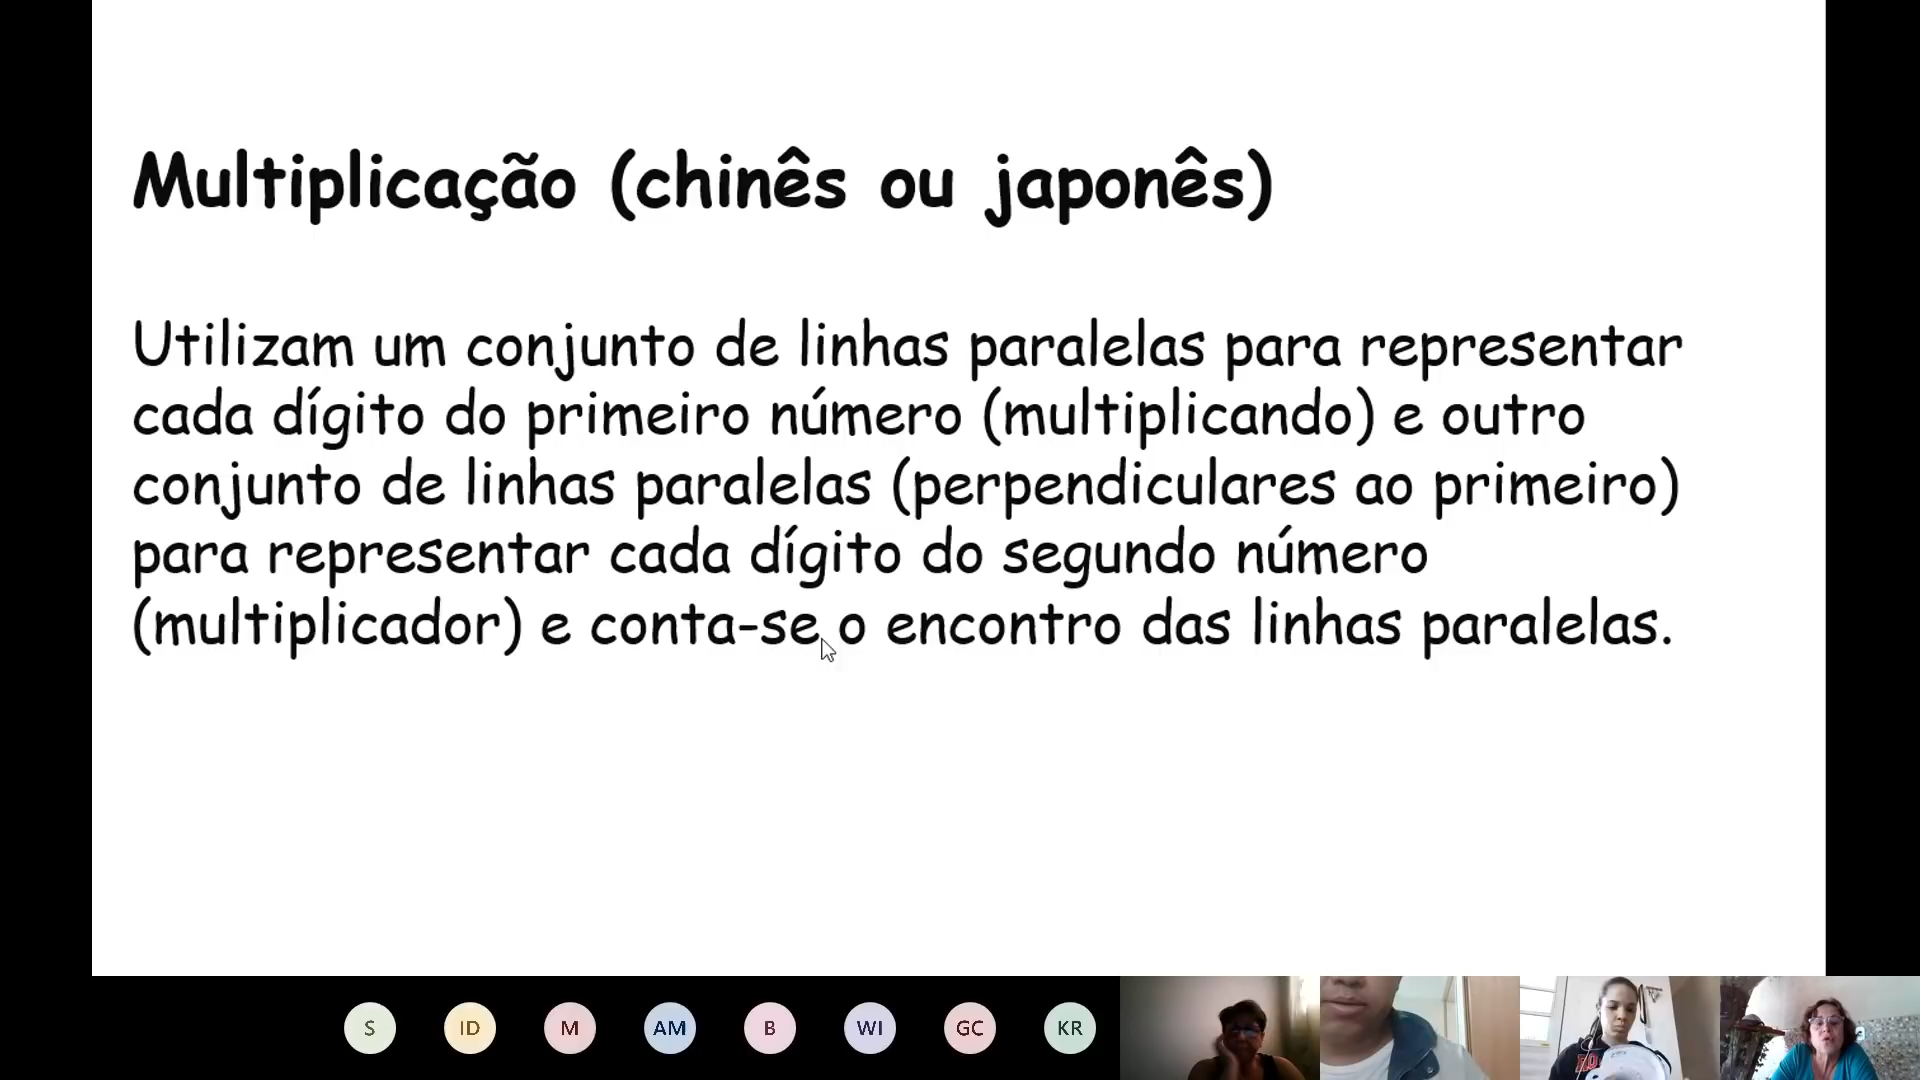 Multiplicação (chinês ou japonês)
Utilizam um conjunto de linhas paralelas para representar
cada dígito do primeiro número (multiplicando) e outro
conjunto de linhas paralelas (perpendiculares ao primeiro)
para representar cada dígito do segundo número
(multiplicador) e conta-se o encontro das linhas paralelas.
S ID M AM B WI GC KR